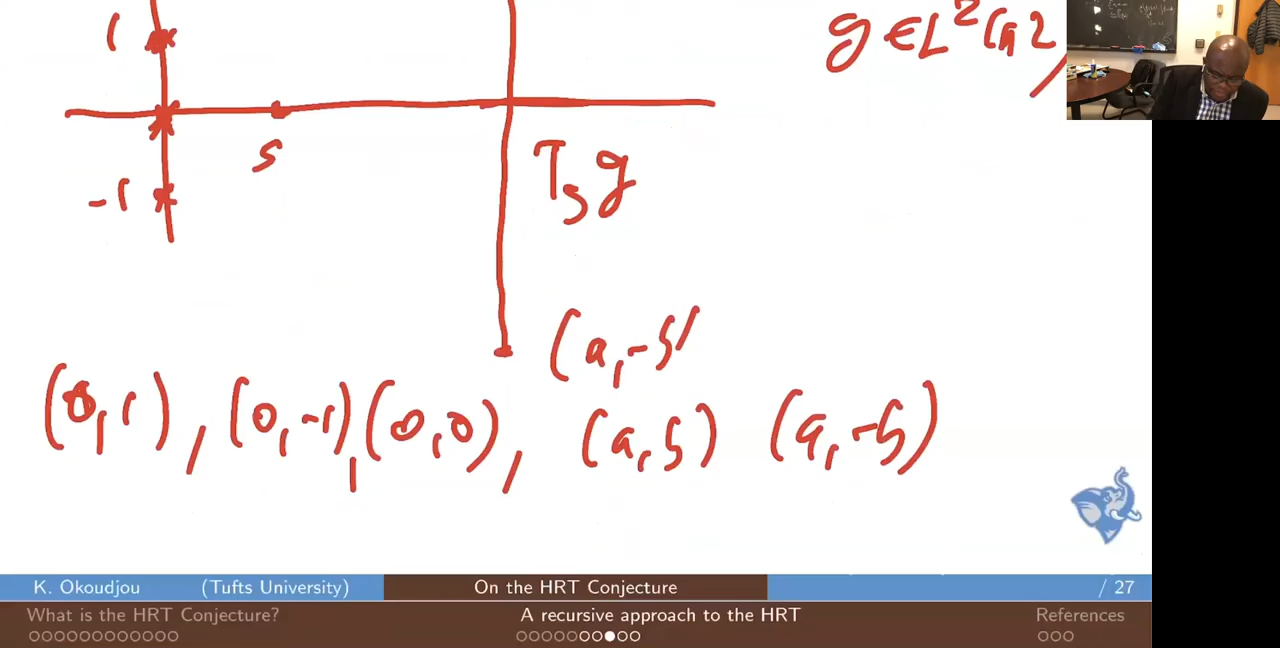 1
g ∈ L²(ℝ),
s
T_s g
-1
(a, -b)
(0, 1), (0, -1), (0, 0), (a, b) (a, -b)
K. Okoudjou (Tufts University) On the HRT Conjecture / 27
What is the HRT Conjecture? A recursive approach to the HRT References